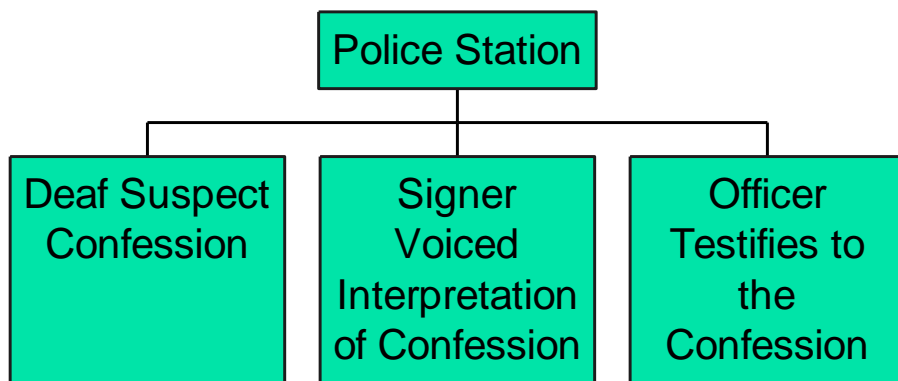 Police Station
Deaf Suspect
Confession
Signer
Voiced
Interpretation
of Confession
Officer
Testifies to
the
Confession